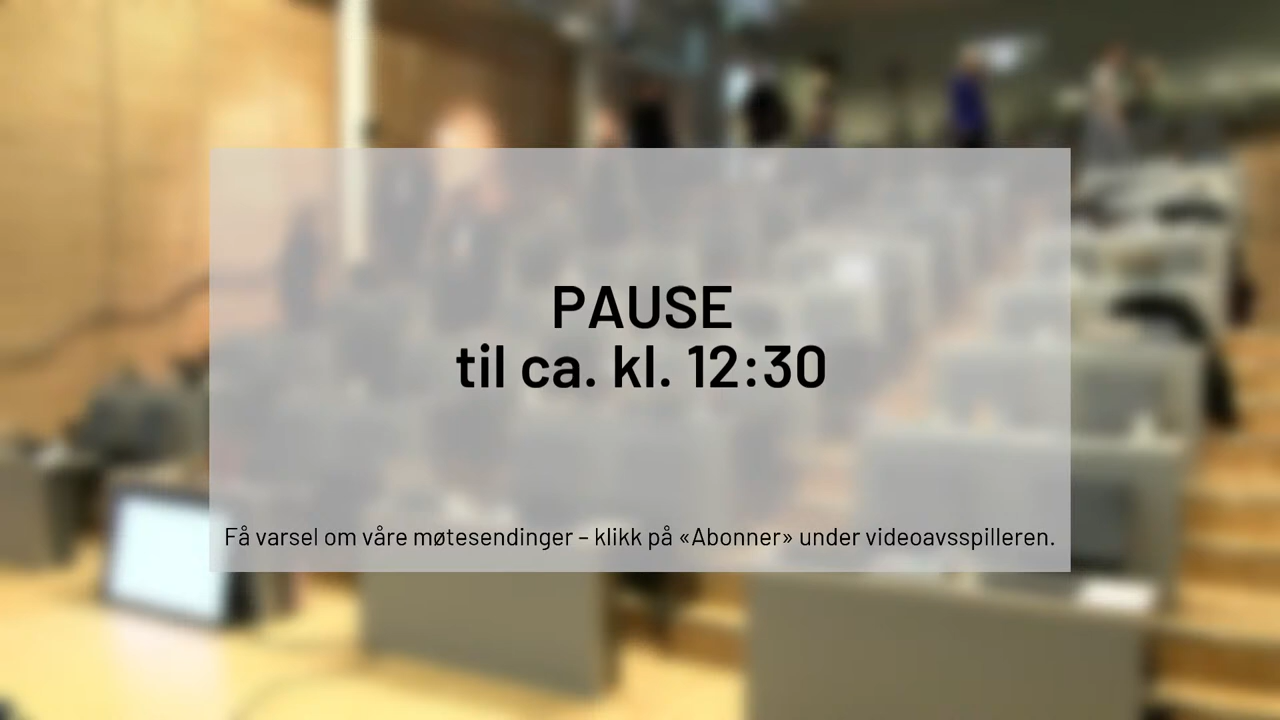 PAUSE
til ca. kl. 12:30
Få varsel om våre møtesendinger – klikk på «Abonner» under videoavsspilleren.